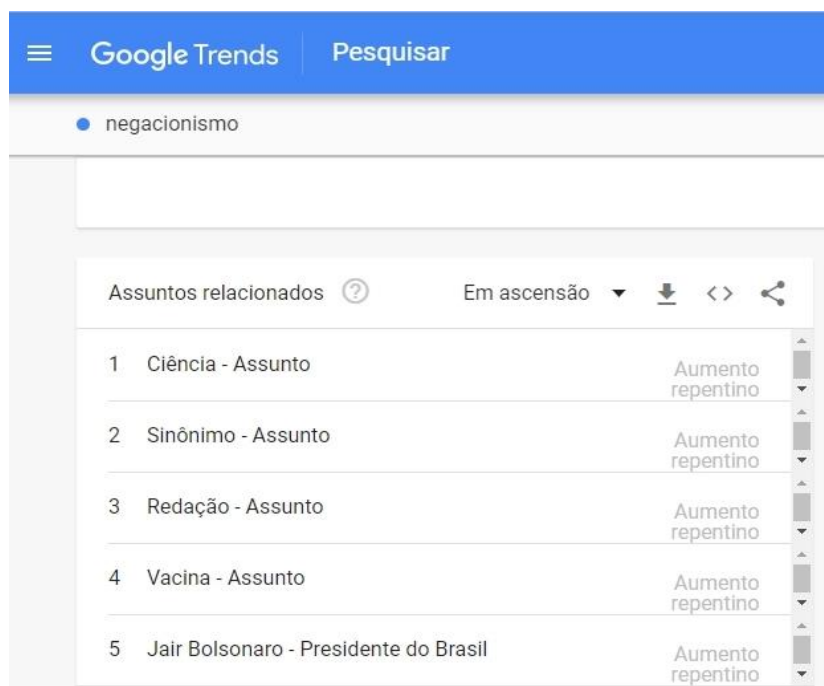 Google Trends Pesquisar
negacionismo
Assuntos relacionados ? Em ascensão
1 Ciência - Assunto Aumento
repentino
2 Sinônimo - Assunto Aumento
repentino
3 Redação - Assunto Aumento
repentino
4 Vacina - Assunto Aumento
repentino
5 Jair Bolsonaro - Presidente do Brasil Aumento
repentino